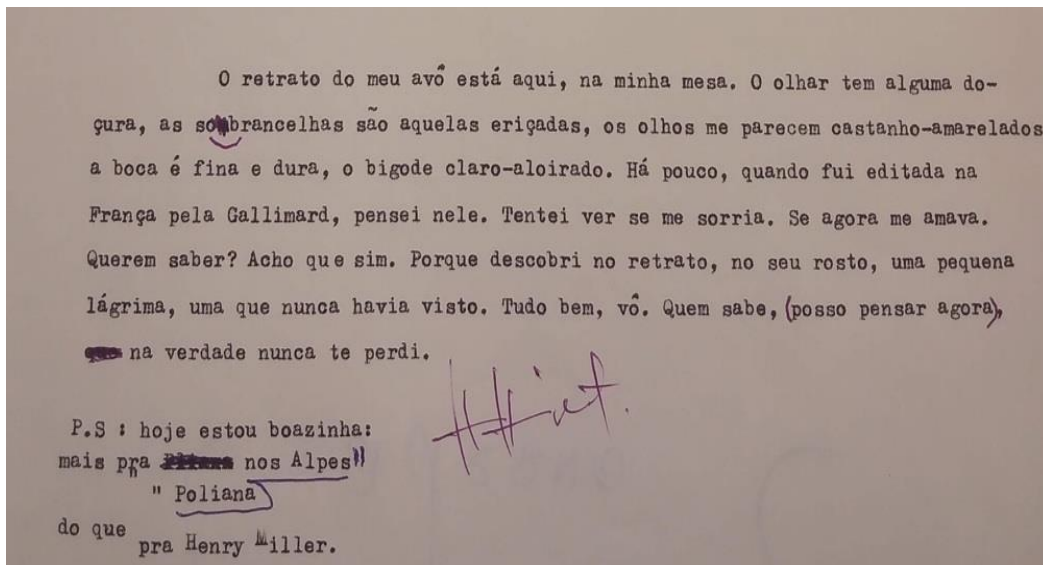 O retrato do meu avô está aqui, na minha mesa. O olhar tem alguma do-
çura, as sobrancelhas são aquelas eriçadas, os olhos me parecem castanho-amarelados
a boca é fina e dura, o bigode claro-aloirado. Há pouco, quando fui editada na
França pela Gallimard, pensei nele. Tentei ver se me sorria. Se agora me amava.
Querem saber? Acho que sim. Porque descobri no retrato, no seu rosto, uma pequena
lágrima, uma que nunca havia visto. Tudo bem, vô. Quem sabe, (posso pensar agora),
na verdade nunca te perdi.
P.S : hoje estou boazinha:
mais pra nos Alpes"
" Poliana
do que
pra Henry Miller.